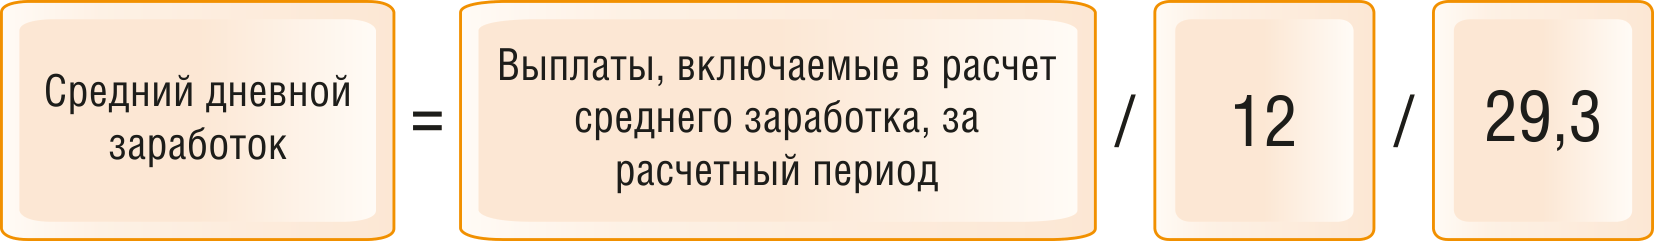 Средний дневной
заработок
=
Выплаты, включаемые в расчет
среднего заработка, за
расчетный период
/
12
/
29,3